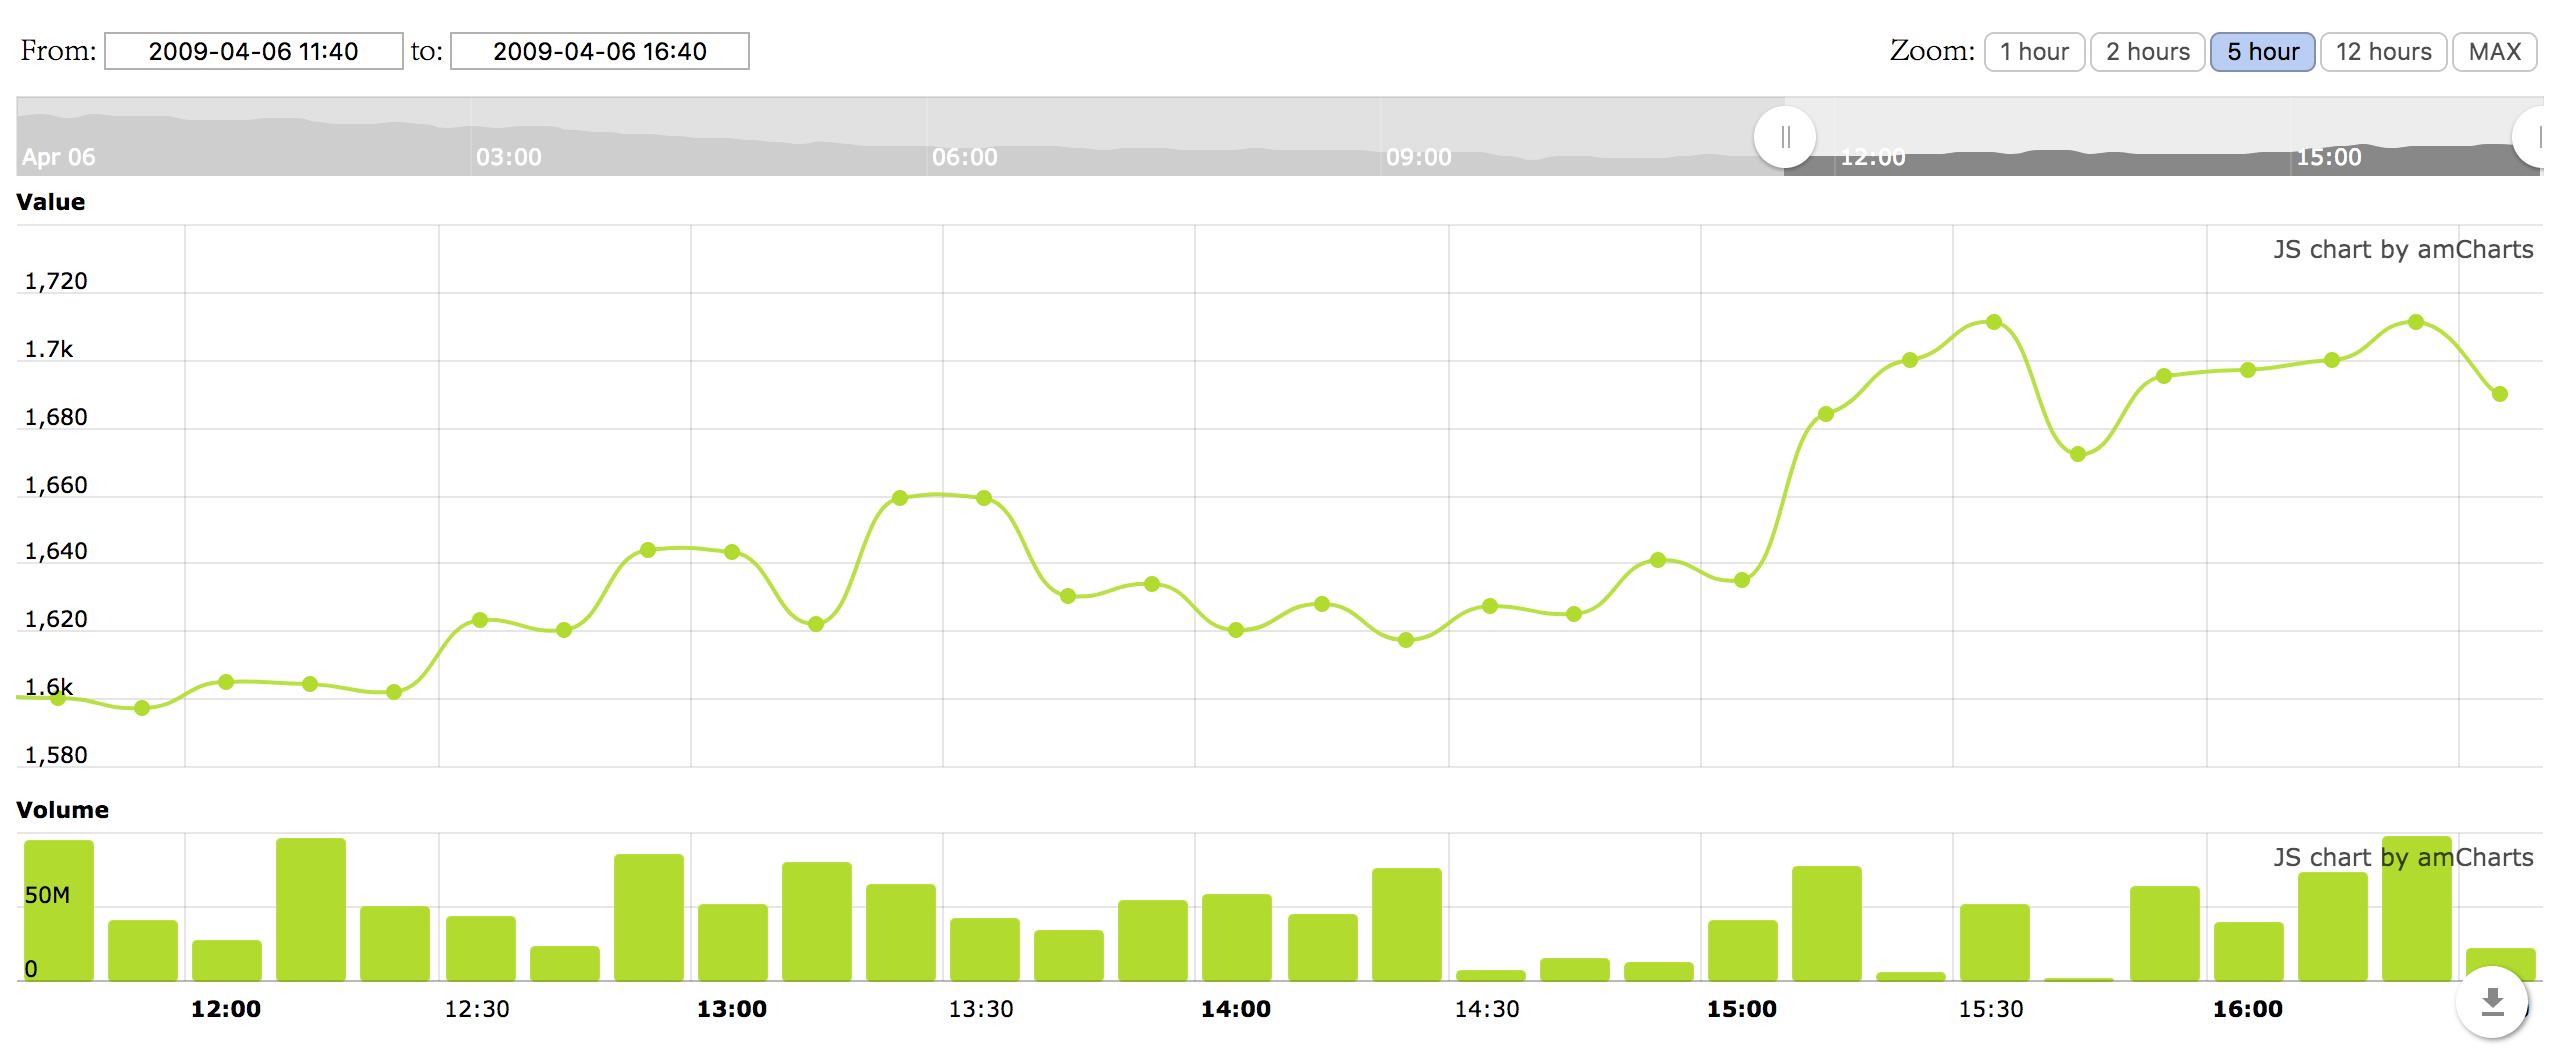 From: 2009-04-06 11:40 to: 2009-04-06 16:40 Zoom: 1 hour 2 hours 5 hour 12 hours MAX
Apr 06 03:00 06:00 09:00 12:00 15:00
Value
JS chart by amCharts
1,720
1.7k
1,680
1,660
1,640
1,620
1.6k
1,580
Volume
JS chart by amCharts
50M
0
12:00 12:30 13:00 13:30 14:00 14:30 15:00 15:30 16:00